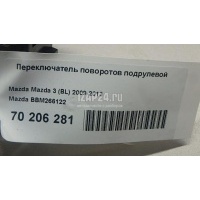 Переключатель поворотов подрулевой
Mazda Mazda 3 (BL) 2009-2013
Mazda BBM266122
70 206 281